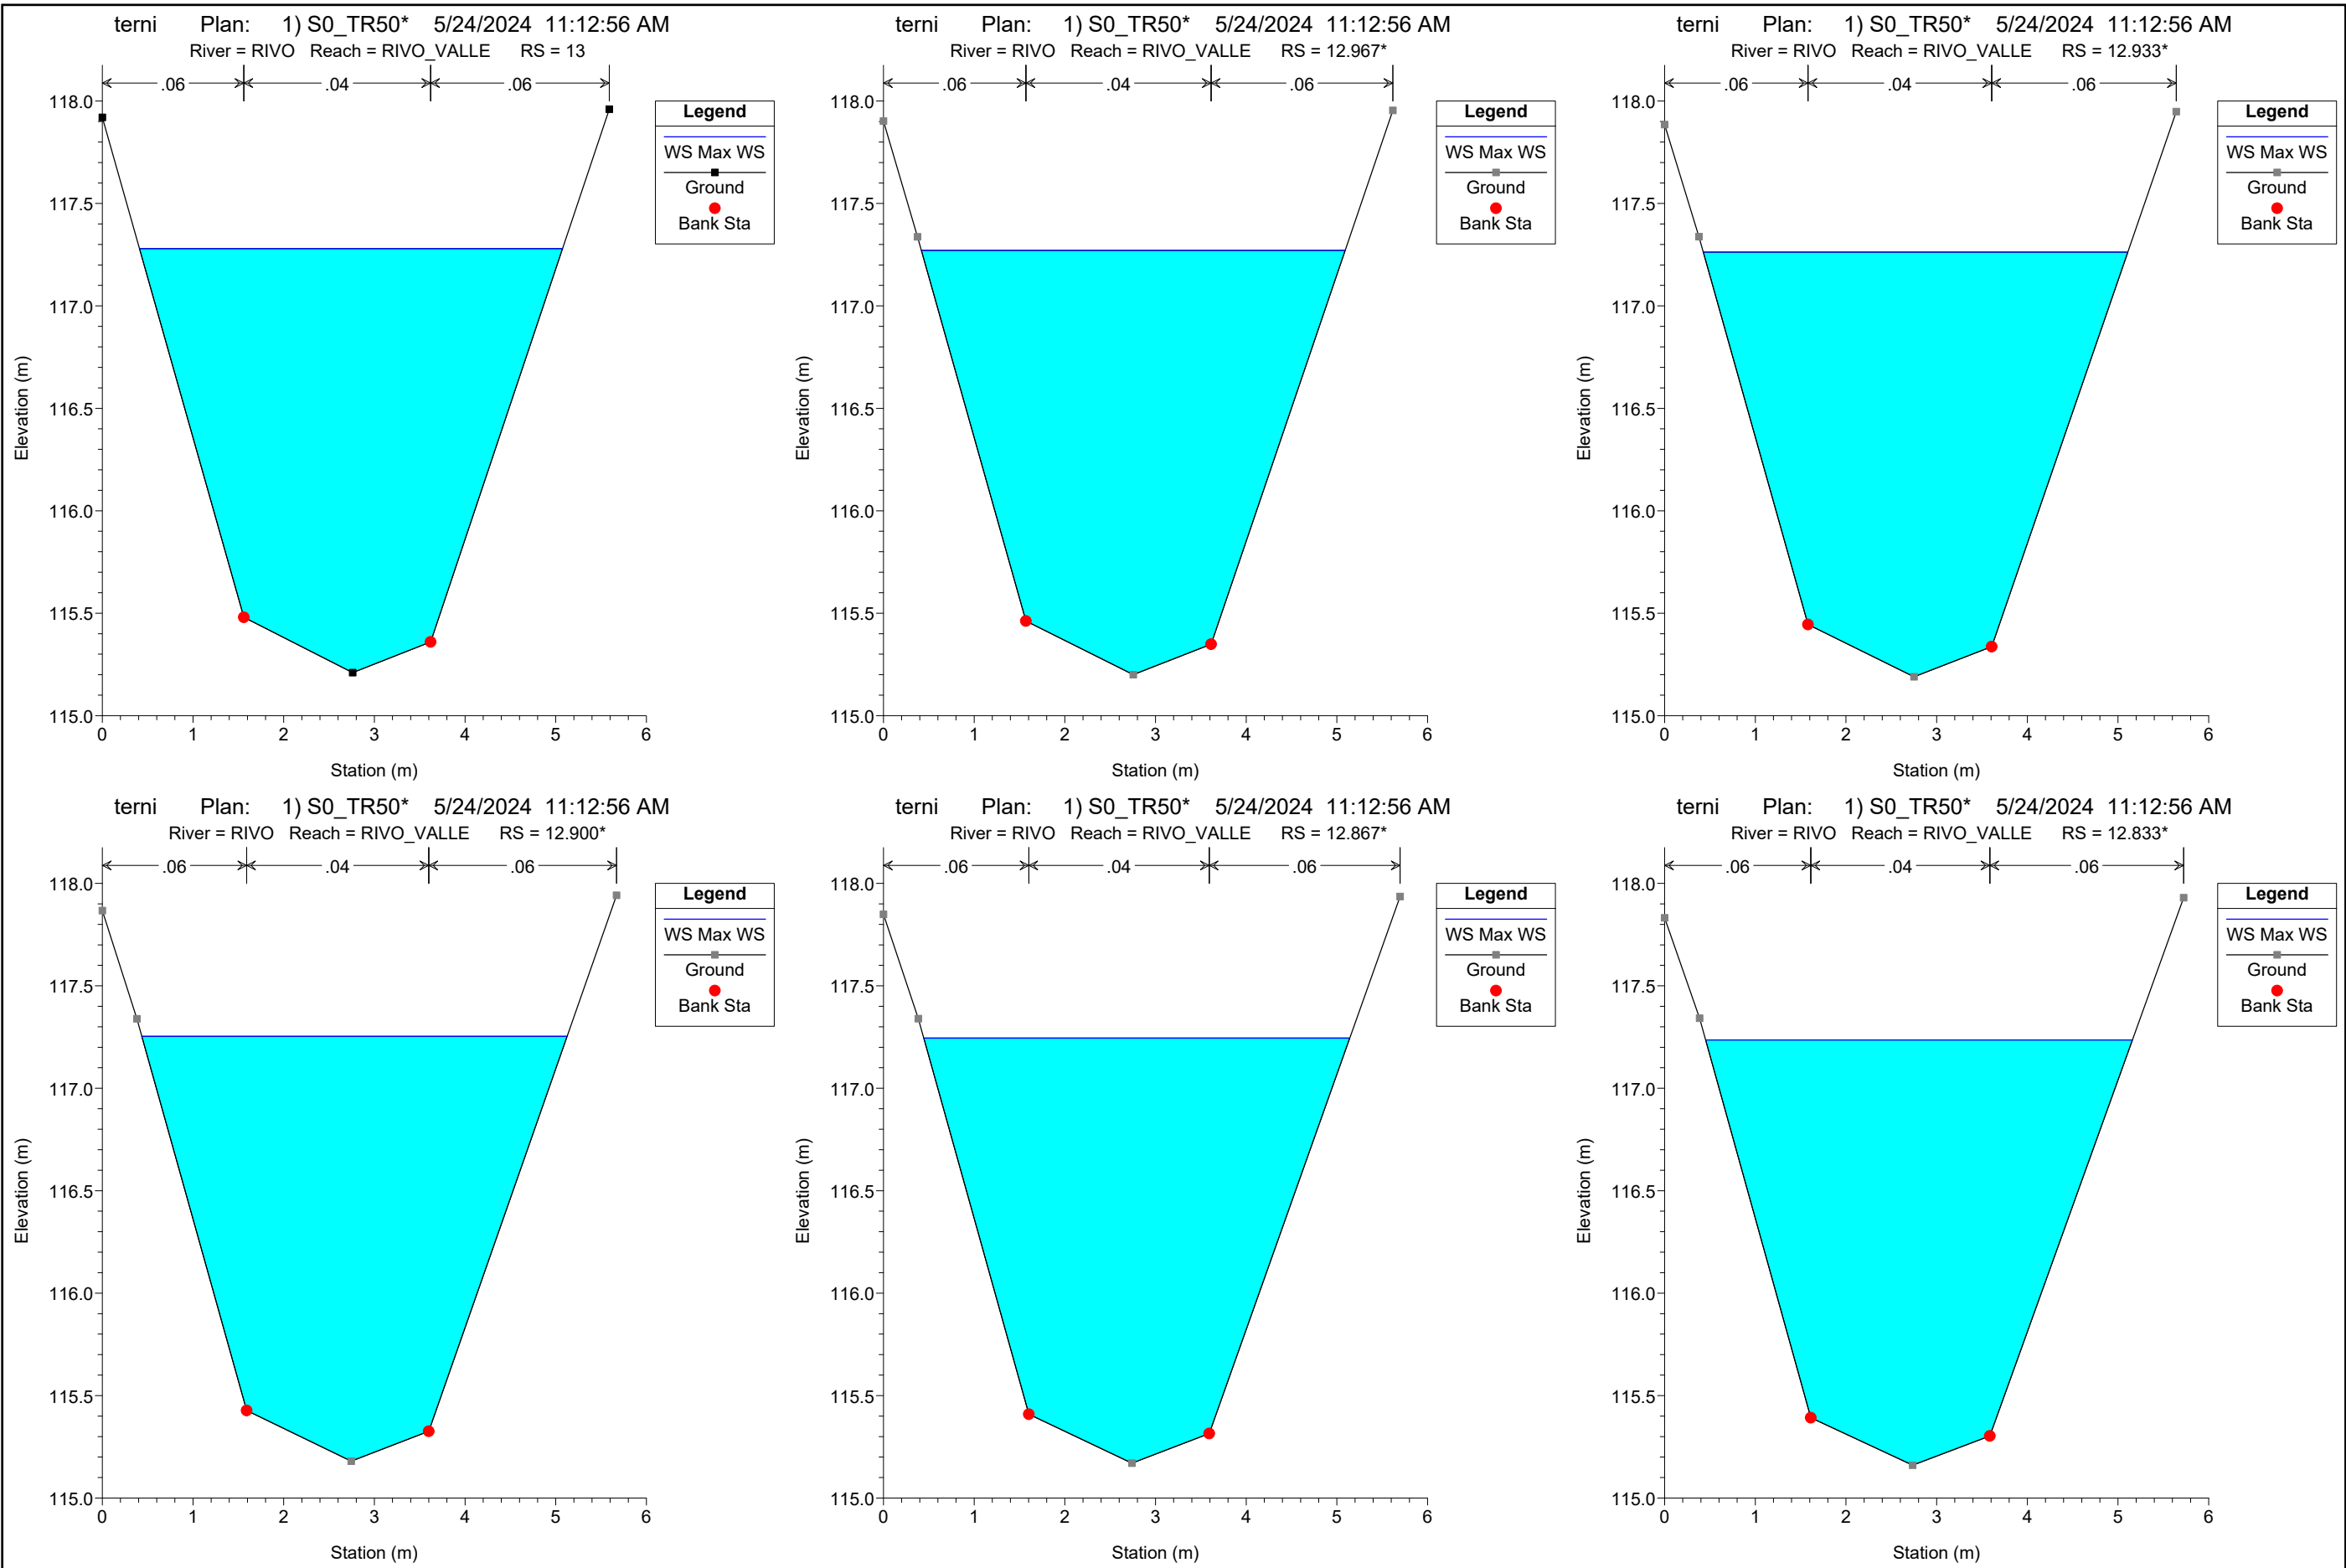 terni Plan: 1) S0_TR50* 5/24/2024 11:12:56 AM
River = RIVO Reach = RIVO_VALLE RS = 13
.06 .04 .06
118.0
117.5
117.0
116.5
116.0
115.5
115.0
0 1 2 3 4 5 6
Station (m)
Elevation (m)
Legend
WS Max WS
Ground
Bank Sta
terni Plan: 1) S0_TR50* 5/24/2024 11:12:56 AM
River = RIVO Reach = RIVO_VALLE RS = 12.967*
.06 .04 .06
118.0
117.5
117.0
116.5
116.0
115.5
115.0
0 1 2 3 4 5 6
Station (m)
Elevation (m)
Legend
WS Max WS
Ground
Bank Sta
terni Plan: 1) S0_TR50* 5/24/2024 11:12:56 AM
River = RIVO Reach = RIVO_VALLE RS = 12.933*
.06 .04 .06
118.0
117.5
117.0
116.5
116.0
115.5
115.0
0 1 2 3 4 5 6
Station (m)
Elevation (m)
Legend
WS Max WS
Ground
Bank Sta
terni Plan: 1) S0_TR50* 5/24/2024 11:12:56 AM
River = RIVO Reach = RIVO_VALLE RS = 12.900*
.06 .04 .06
118.0
117.5
117.0
116.5
116.0
115.5
115.0
0 1 2 3 4 5 6
Station (m)
Elevation (m)
Legend
WS Max WS
Ground
Bank Sta
terni Plan: 1) S0_TR50* 5/24/2024 11:12:56 AM
River = RIVO Reach = RIVO_VALLE RS = 12.867*
.06 .04 .06
118.0
117.5
117.0
116.5
116.0
115.5
115.0
0 1 2 3 4 5 6
Station (m)
Elevation (m)
Legend
WS Max WS
Ground
Bank Sta
terni Plan: 1) S0_TR50* 5/24/2024 11:12:56 AM
River = RIVO Reach = RIVO_VALLE RS = 12.833*
.06 .04 .06
118.0
117.5
117.0
116.5
116.0
115.5
115.0
0 1 2 3 4 5 6
Station (m)
Elevation (m)
Legend
WS Max WS
Ground
Bank Sta